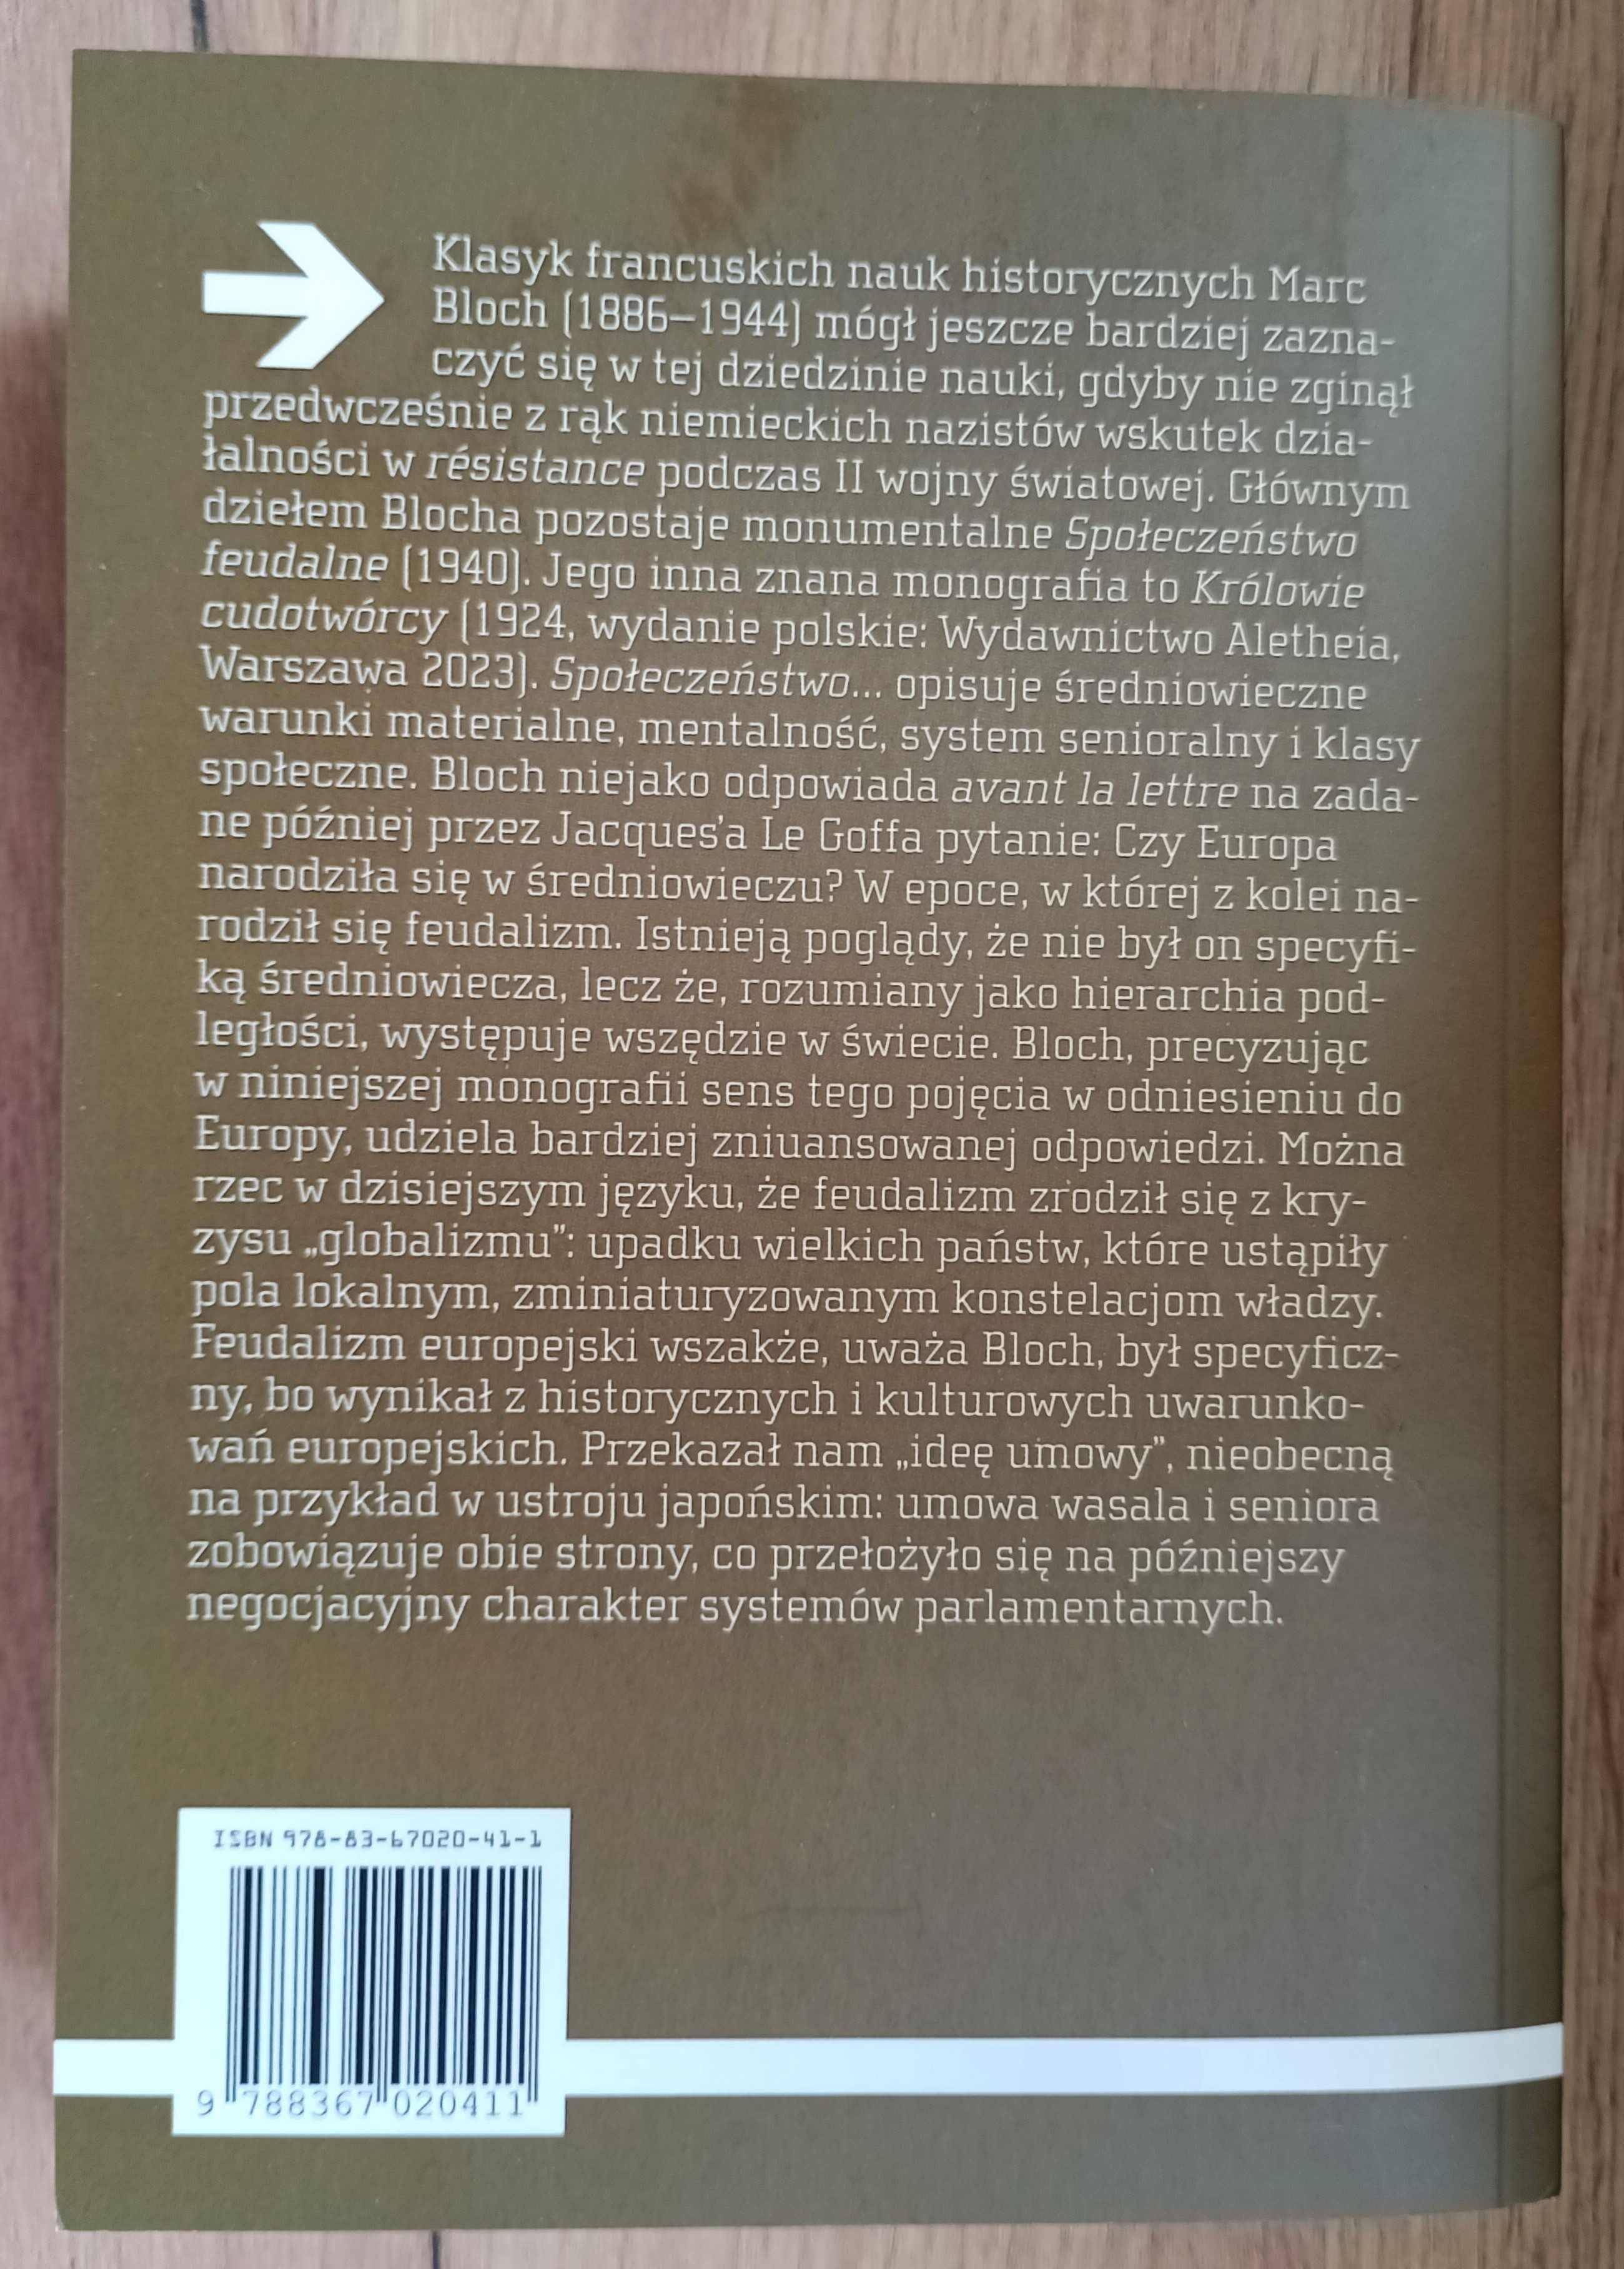 Klasyk francuskich nauk historycznych Marc
Bloch (1886–1944) mógł jeszcze bardziej zazna-
czyć się w tej dziedzinie nauki, gdyby nie zginął
przedwcześnie z rąk niemieckich nazistów wskutek dzia-
łalności w résistance podczas II wojny światowej. Głównym
dziełem Blocha pozostaje monumentalne Społeczeństwo
feudalne (1940). Jego inna znana monografia to Królowie
cudotwórcy (1924, wydanie polskie: Wydawnictwo Aletheia,
Warszawa 2023). Społeczeństwo... opisuje średniowieczne
warunki materialne, mentalność, system senioralny i klasy
społeczne. Bloch niejako odpowiada avant la lettre na zada-
ne później przez Jacques'a Le Goffa pytanie: Czy Europa
narodziła się w średniowieczu? W epoce, w której z kolei na-
rodził się feudalizm. Istnieją poglądy, że nie był on specyfi-
ką średniowiecza, lecz że, rozumiany jako hierarchia pod-
ległości, występuje wszędzie w świecie. Bloch, precyzując
w niniejszej monografii sens tego pojęcia w odniesieniu do
Europy, udziela bardziej zniuansowanej odpowiedzi. Można
rzec w dzisiejszym języku, że feudalizm zrodził się z kry-
zysu „globalizmu”: upadku wielkich państw, które ustąpiły
pola lokalnym, zminiaturyzowanym konstelacjom władzy.
Feudalizm europejski wszakże, uważa Bloch, był specyficz-
ny, bo wynikał z historycznych i kulturowych uwarunko-
wań europejskich. Przekazał nam „ideę umowy”, nieobecną
na przykład w ustroju japońskim: umowa wasala i seniora
zobowiązuje obie strony, co przełożyło się na późniejszy
negocjacyjny charakter systemów parlamentarnych.
ISBN 978-83-67020-41-1
9 788367 020411